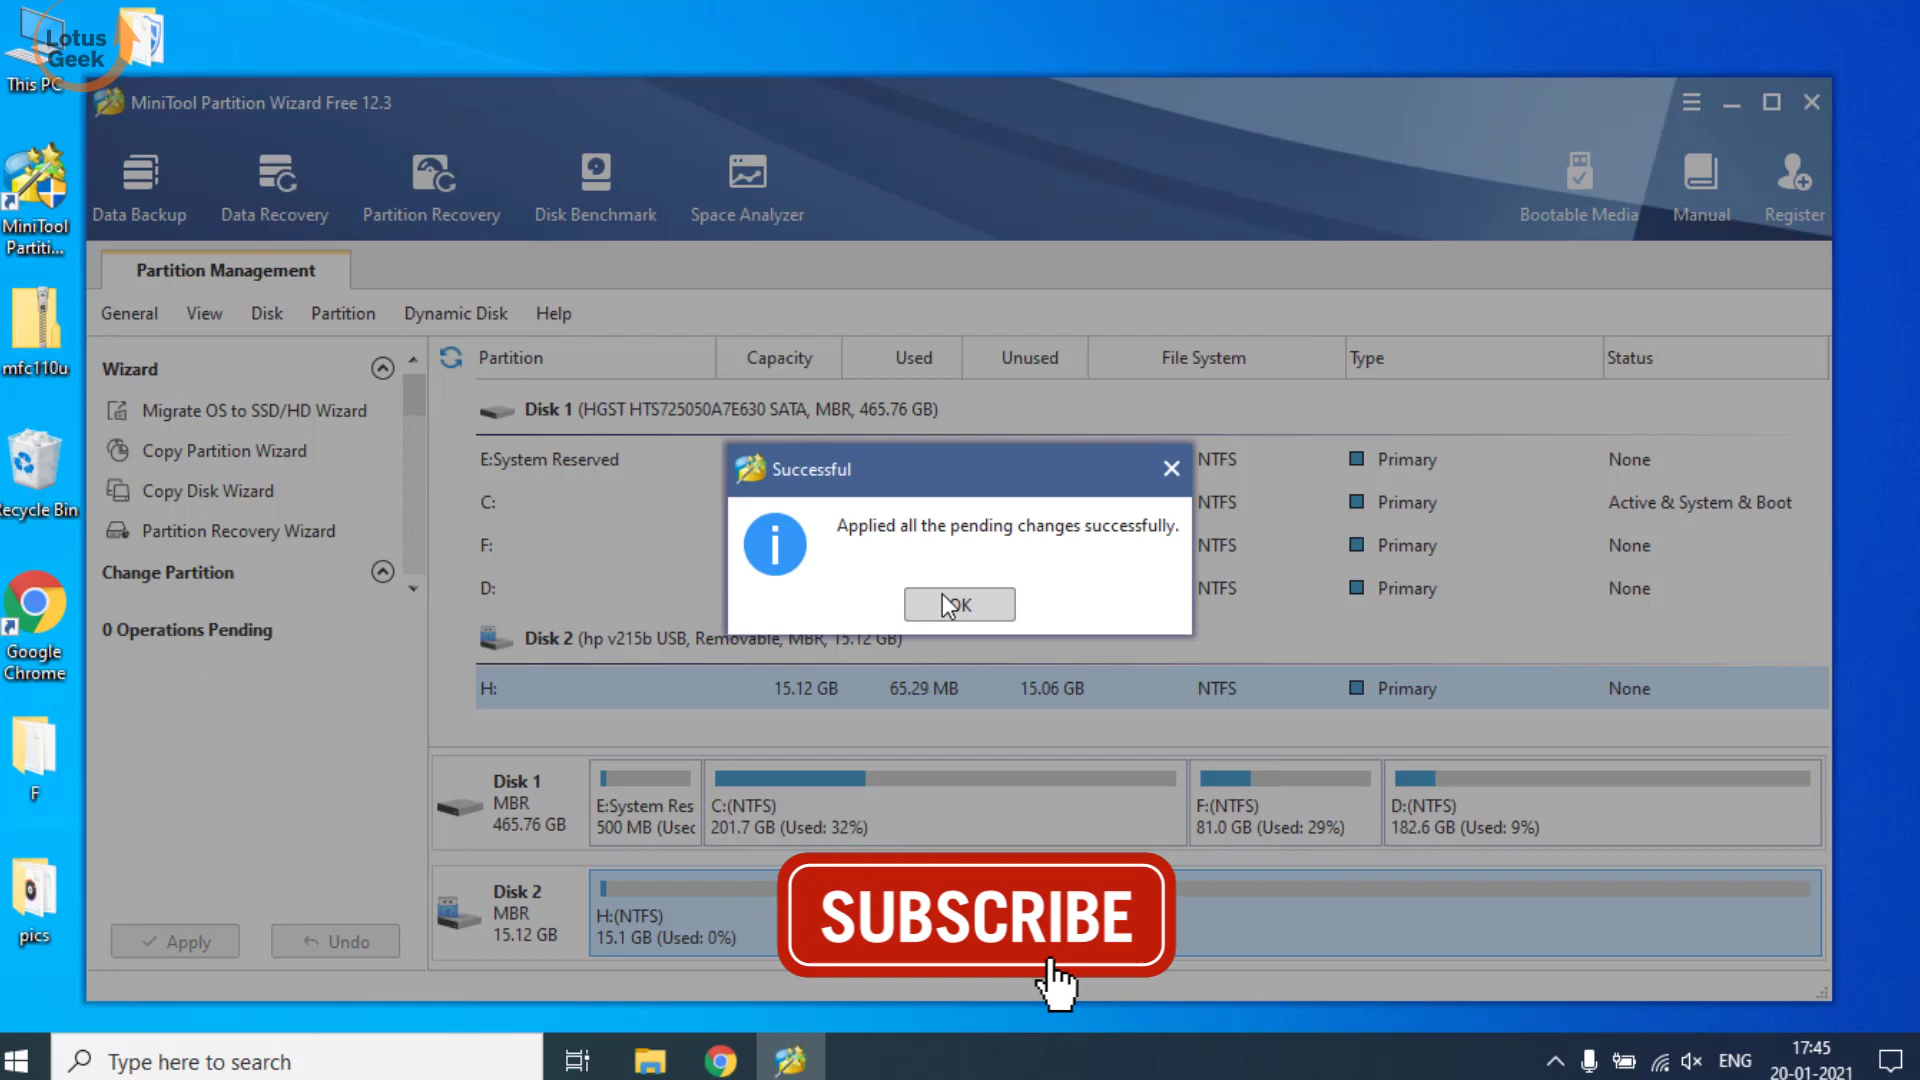 Lotus
Geek
This PC
MiniTool Partition Wizard Free 12.3
Data Backup
Data Recovery
Partition Recovery
Disk Benchmark
Space Analyzer
Bootable Media
Manual
Register
MiniTool
Partiti...
Partition Management
General
View
Disk
Partition
Dynamic Disk
Help
mfc110u
Wizard
Migrate OS to SSD/HD Wizard
Copy Partition Wizard
Copy Disk Wizard
Partition Recovery Wizard
Change Partition
0 Operations Pending
Partition Capacity Used Unused File System Type Status
Disk 1 (HGST HTS725050A7E630 SATA, MBR, 465.76 GB)
E:System Reserved NTFS Primary None
C: NTFS Primary Active & System & Boot
F: NTFS Primary None
D: NTFS Primary None
Successful
Applied all the pending changes successfully.
OK
Disk 2 (hp v215b USB, Removable, MBR, 15.12 GB)
H: 15.12 GB 65.29 MB 15.06 GB NTFS Primary None
Recycle Bin
Google
Chrome
F
pics
Disk 1
MBR
465.76 GB
E:System Res
500 MB (Usec
C:(NTFS)
201.7 GB (Used: 32%)
F:(NTFS)
81.0 GB (Used: 29%)
D:(NTFS)
182.6 GB (Used: 9%)
Disk 2
MBR
15.12 GB
H:(NTFS)
15.1 GB (Used: 0%)
SUBSCRIBE
Apply
Undo
Type here to search
ENG
17:45
20-01-2021